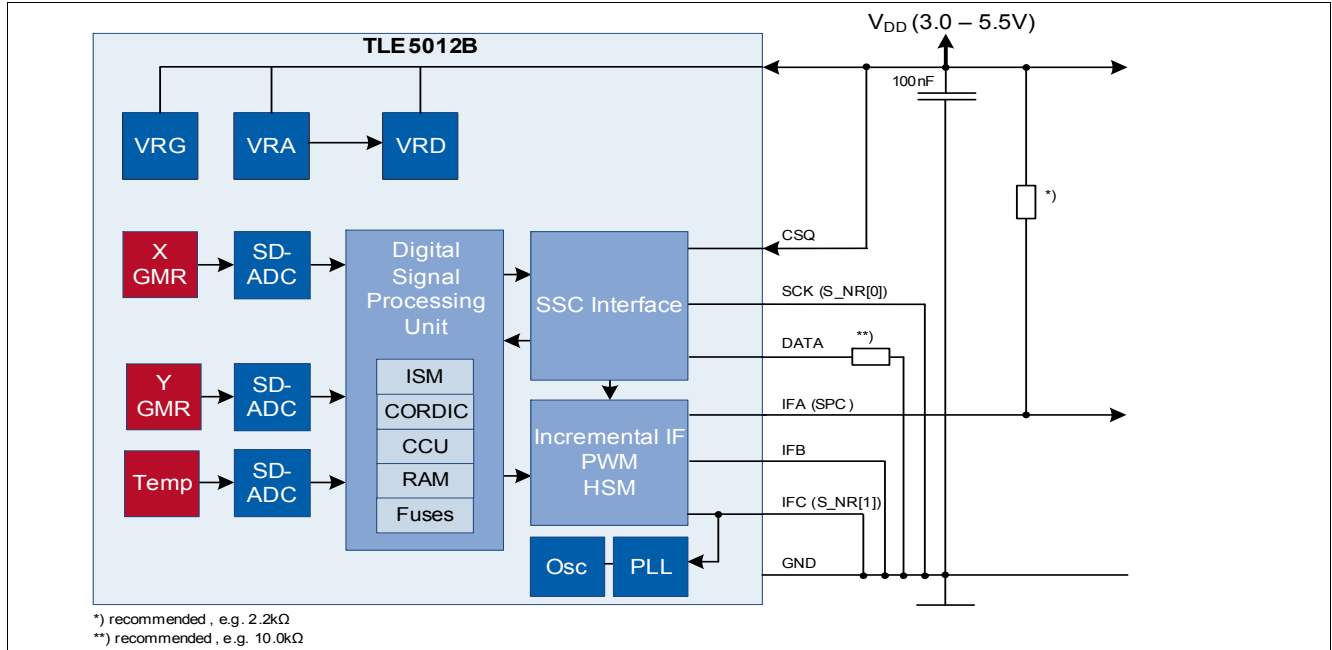 V_DD (3.0 – 5.5V)
TLE5012B
100nF
VRG
VRA
VRD
*)
X
GMR
SD-
ADC
Digital
Signal
Processing
Unit
SSC Interface
CSQ
SCK (S_NR[0])
DATA
**)
Y
GMR
SD-
ADC
ISM
CORDIC
CCU
RAM
Fuses
Incremental IF
PWM
HSM
IFA (SPC)
IFB
IFC (S_NR[1])
Temp
SD-
ADC
Osc
PLL
GND
*) recommended , e.g. 2.2kΩ
**) recommended , e.g. 10.0kΩ